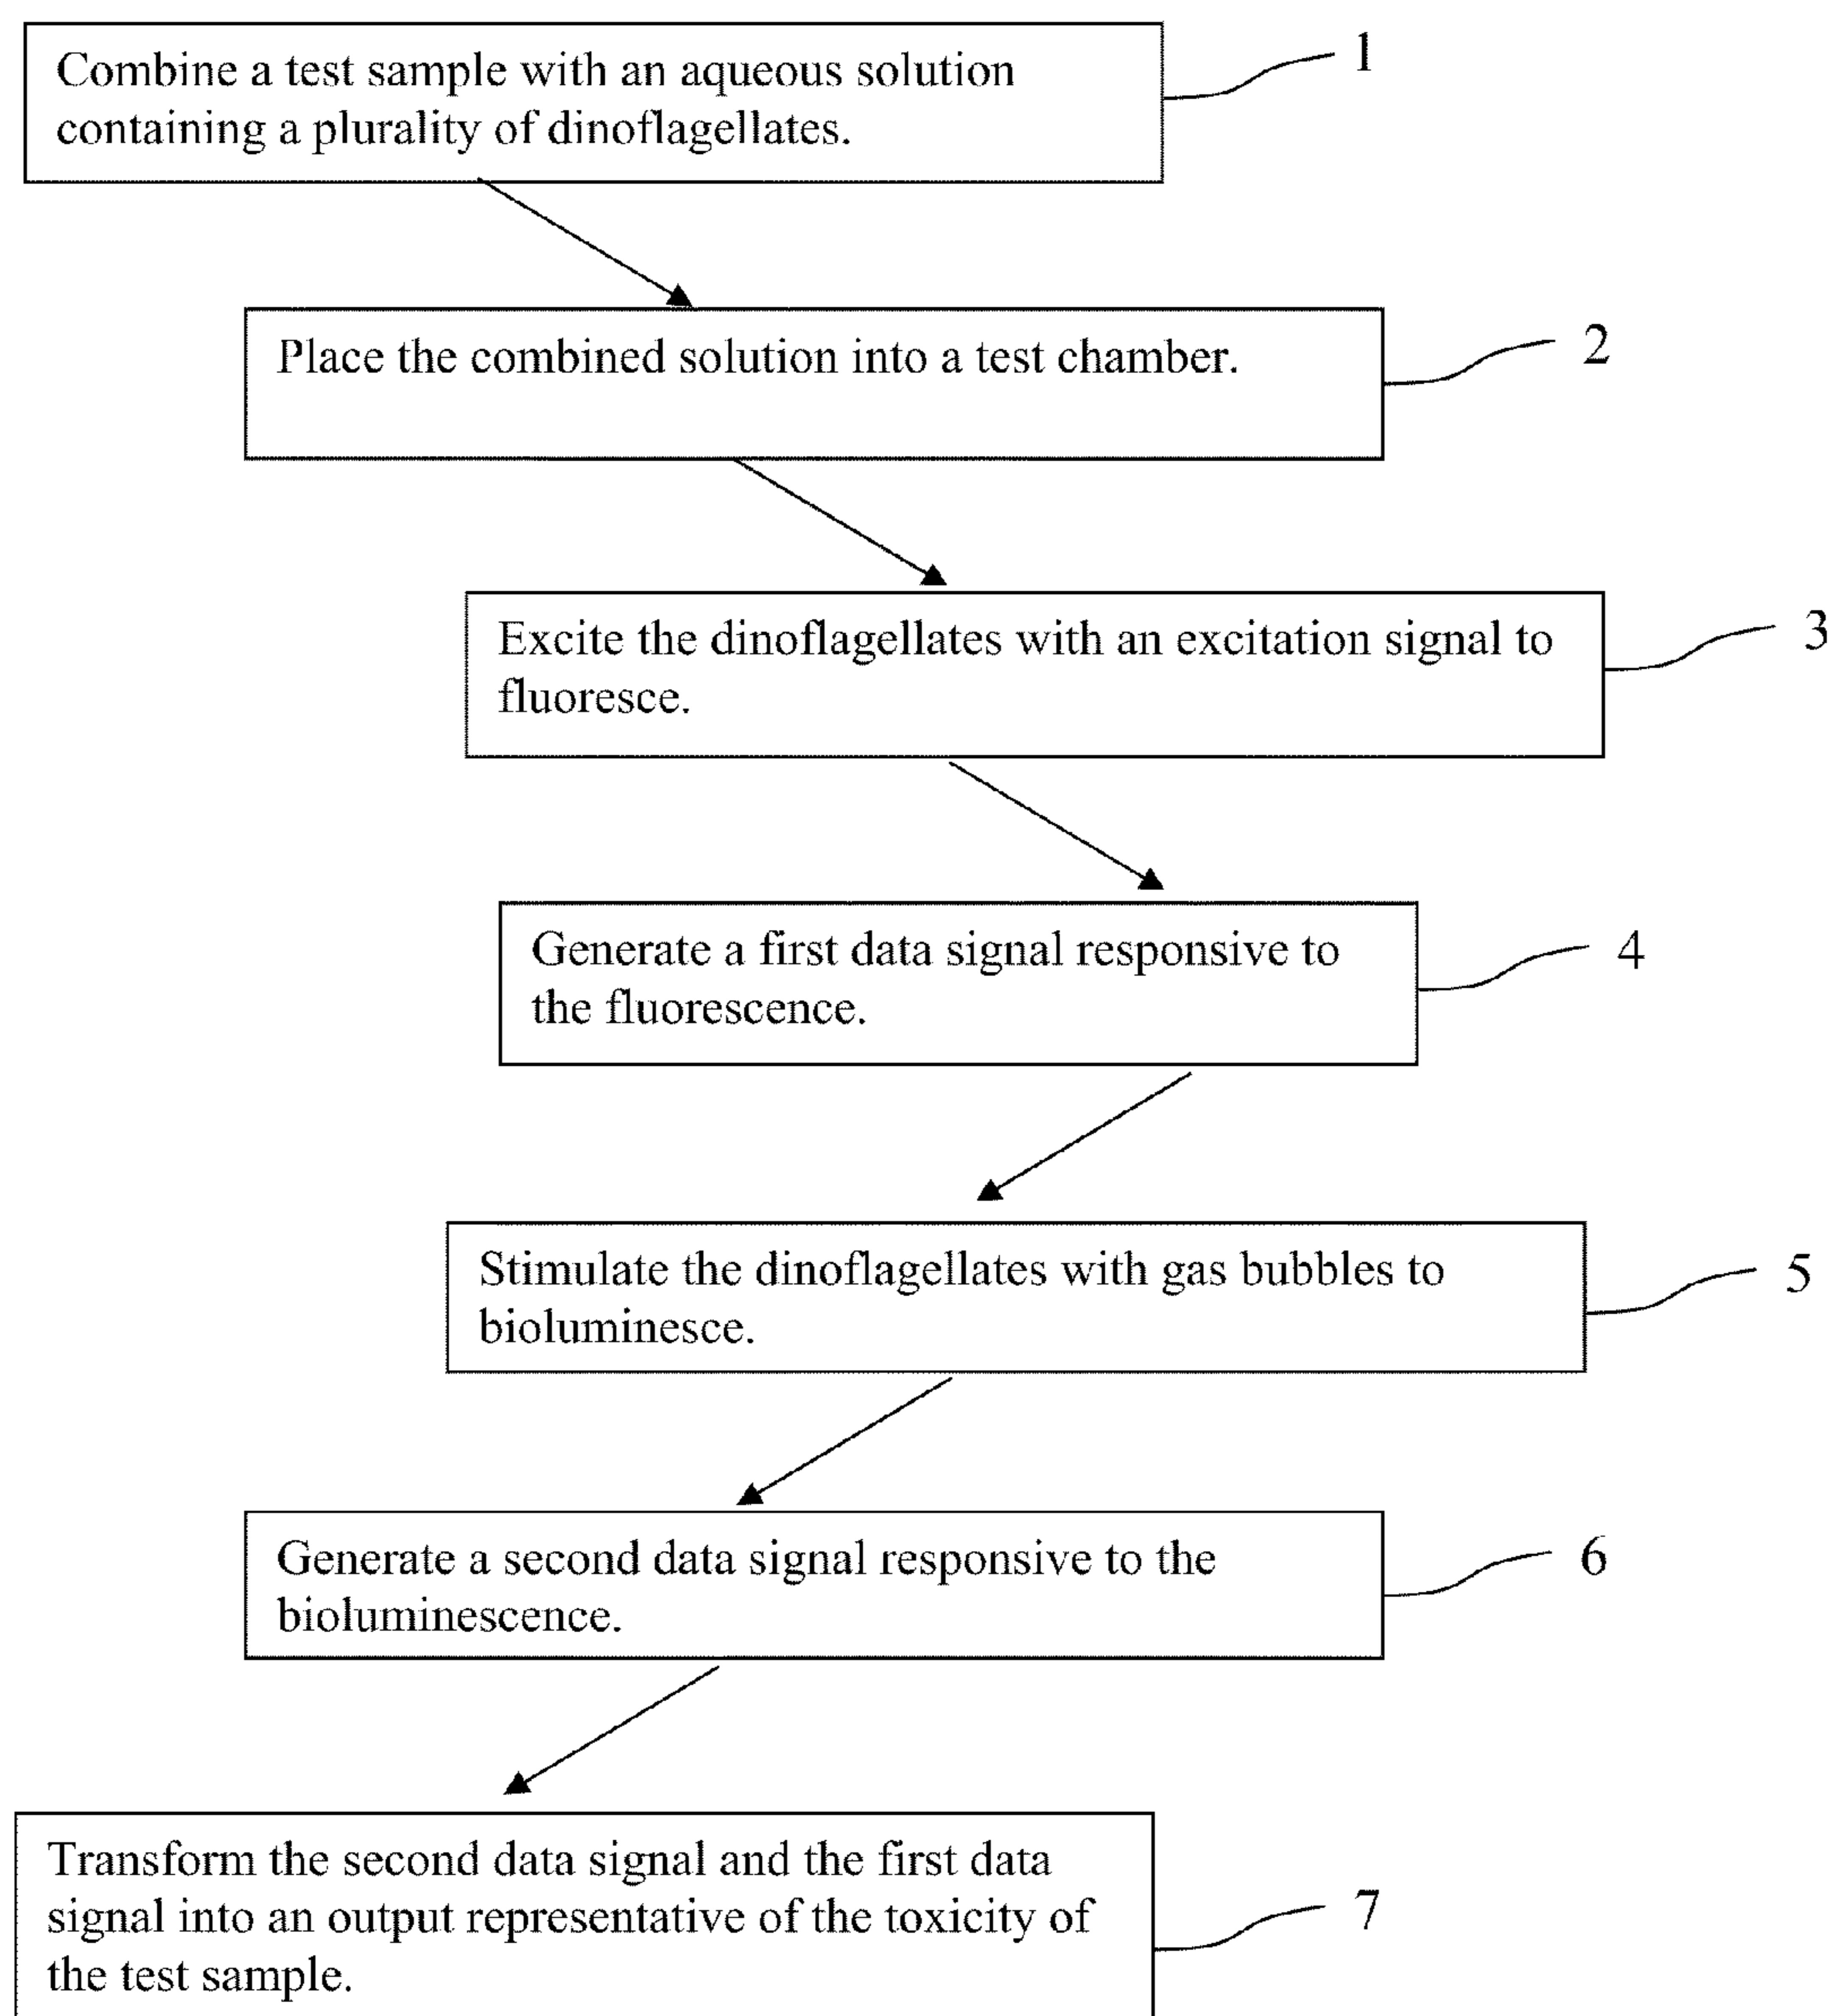 Combine a test sample with an aqueous solution
containing a plurality of dinoflagellates.
1
Place the combined solution into a test chamber.
2
Excite the dinoflagellates with an excitation signal to
fluoresce.
3
Generate a first data signal responsive to
the fluorescence.
4
Stimulate the dinoflagellates with gas bubbles to
bioluminesce.
5
Generate a second data signal responsive to the
bioluminescence.
6
Transform the second data signal and the first data
signal into an output representative of the toxicity of
the test sample.
7